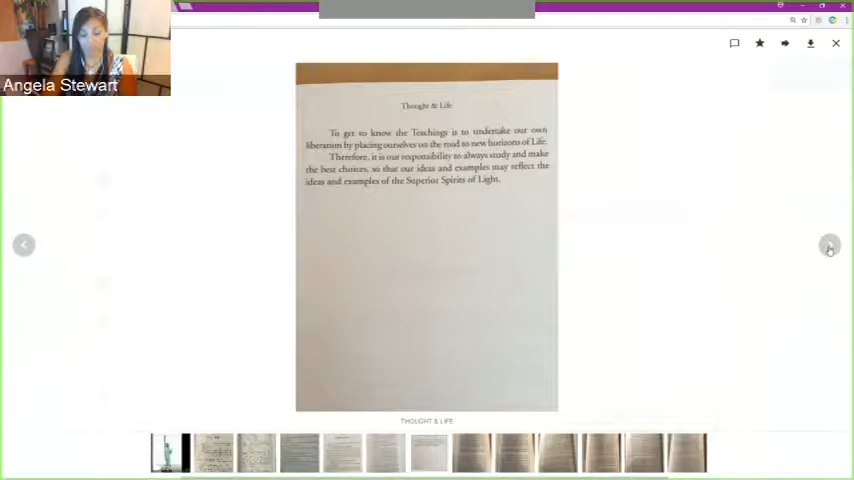 Angela Stewart
Thought & Life
To get to know the Teachings is to undertake our own
liberation by placing ourselves on the road to new horizons of Life.
Therefore, it is our responsibility to always study and make
the best choices, so that our ideas and examples may reflect the
ideas and examples of the Superior Spirits of Light.
THOUGHT & LIFE